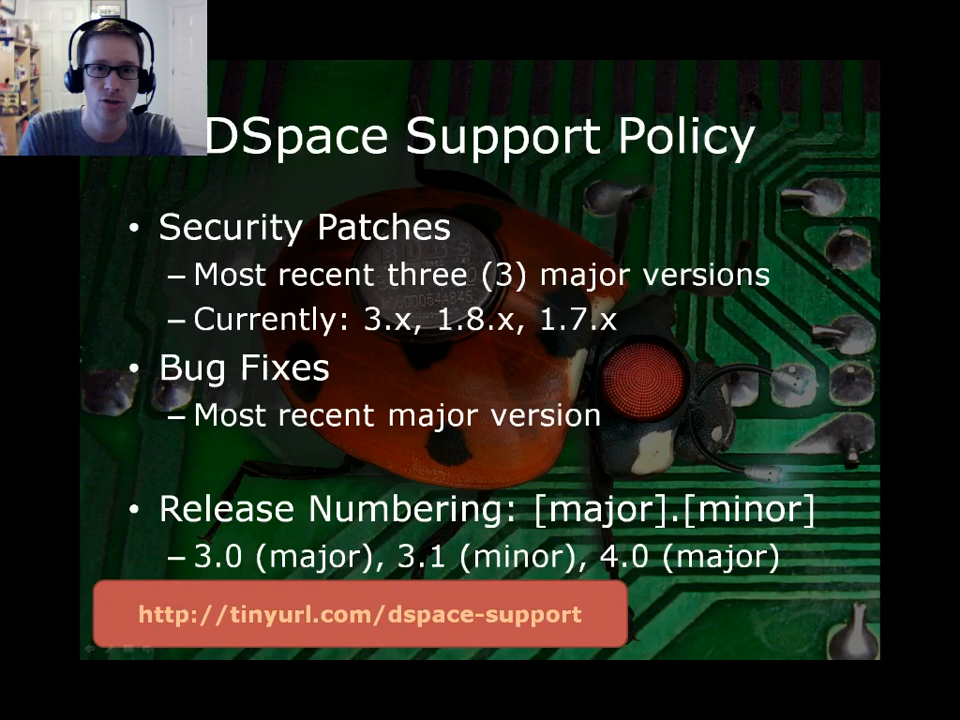 DSpace Support Policy
• Security Patches
– Most recent three (3) major versions
– Currently: 3.x, 1.8.x, 1.7.x
• Bug Fixes
– Most recent major version
• Release Numbering: [major].[minor]
– 3.0 (major), 3.1 (minor), 4.0 (major)
http://tinyurl.com/dspace-support